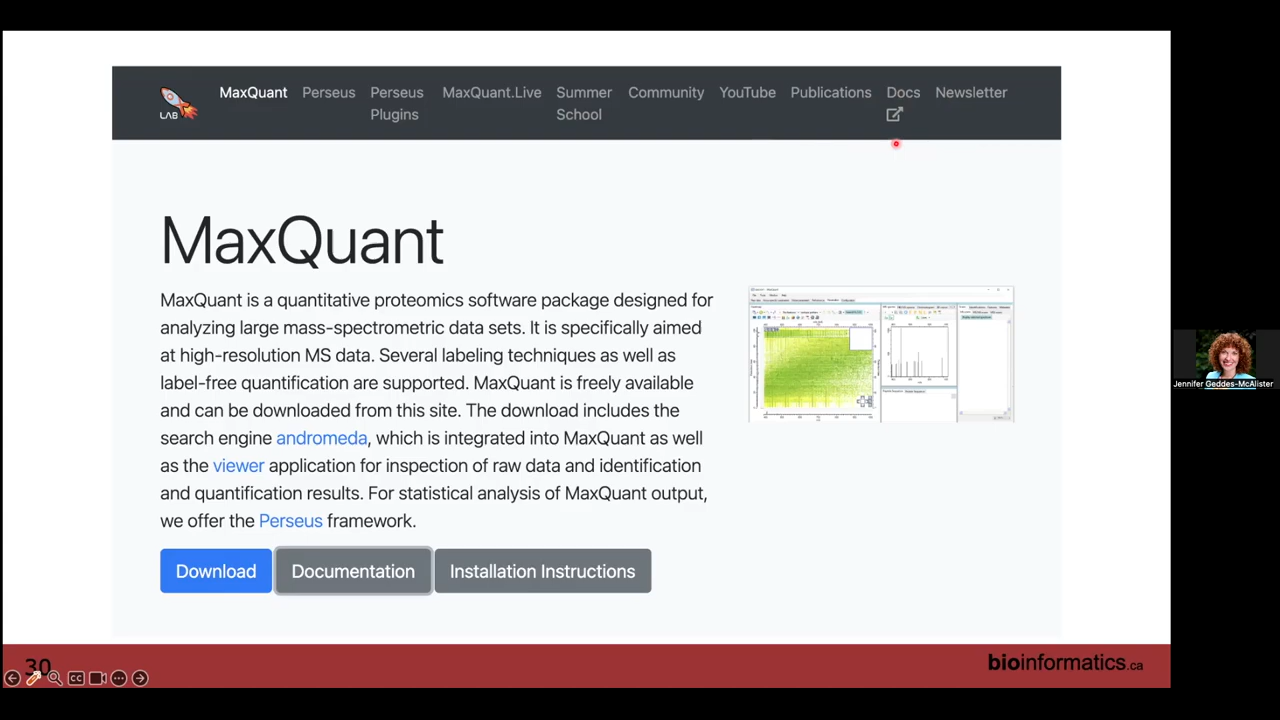 MaxQuant Perseus Perseus Plugins MaxQuant.Live Summer School Community YouTube Publications Docs Newsletter
LAB
MaxQuant
MaxQuant is a quantitative proteomics software package designed for
analyzing large mass-spectrometric data sets. It is specifically aimed
at high-resolution MS data. Several labeling techniques as well as
label-free quantification are supported. MaxQuant is freely available
and can be downloaded from this site. The download includes the
search engine andromeda, which is integrated into MaxQuant as well
as the viewer application for inspection of raw data and identification
and quantification results. For statistical analysis of MaxQuant output,
we offer the Perseus framework.
Download Documentation Installation Instructions
Jennifer Geddes-McAlister
30
bioinformatics.ca
CC